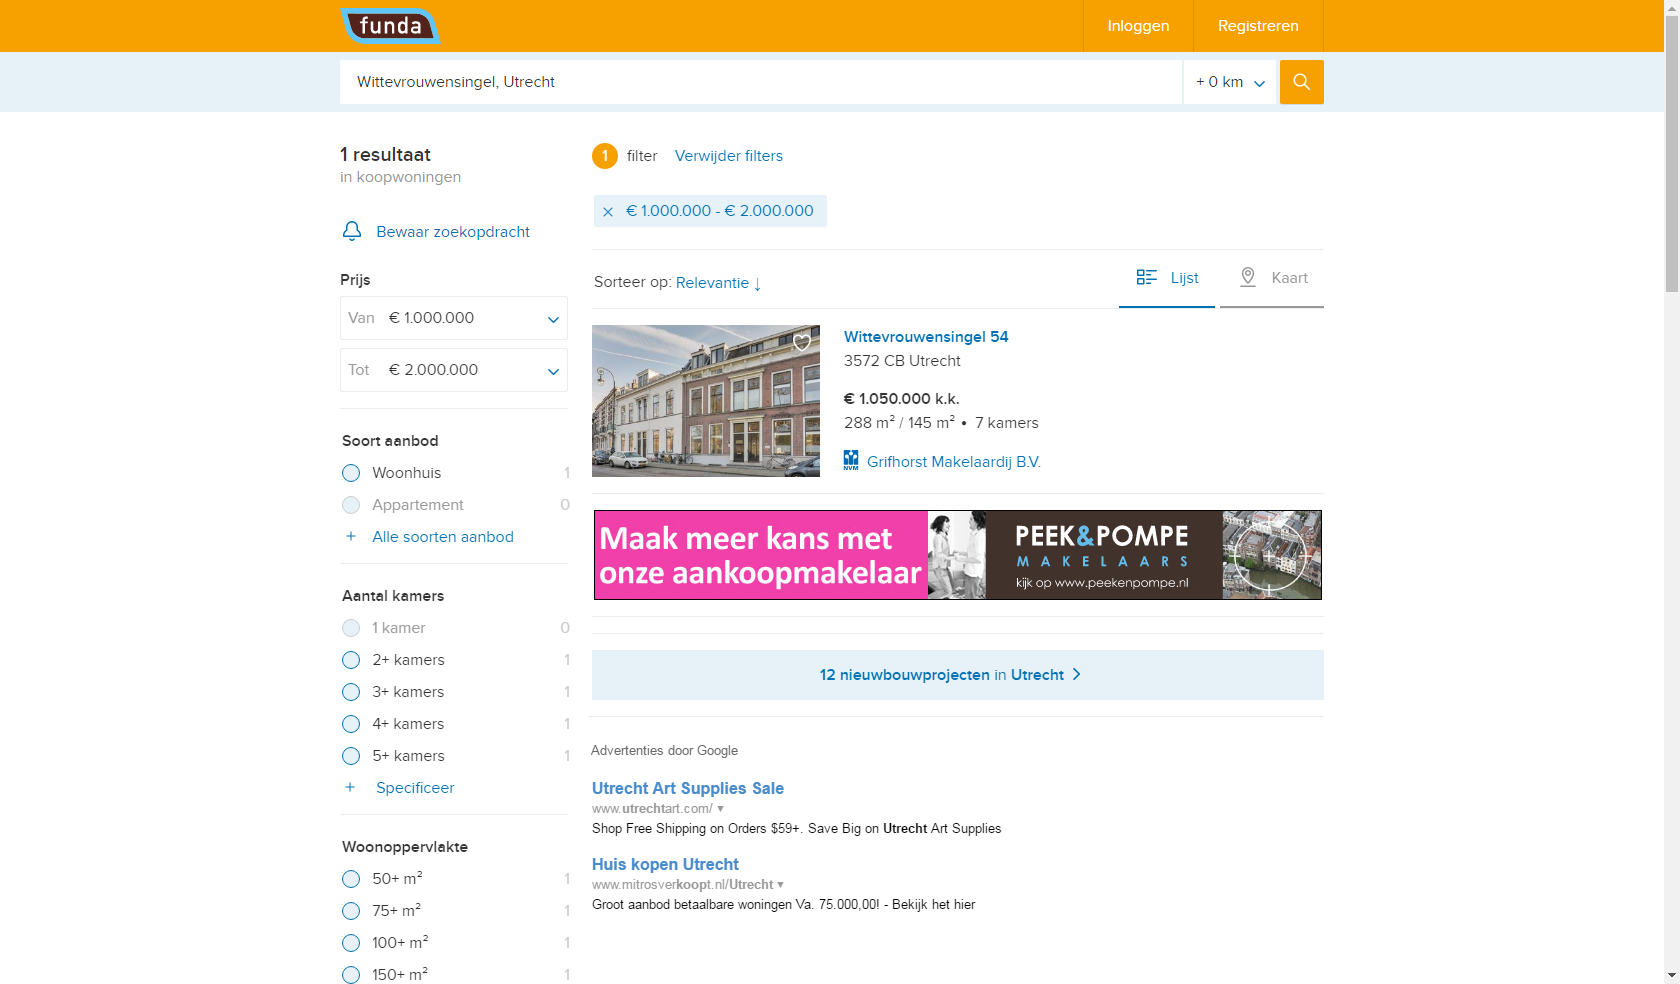 funda
Inloggen
Registreren
Wittevrouwensingel, Utrecht
+ 0 km
1 resultaat
in koopwoningen
Bewaar zoekopdracht
Prijs
Van € 1.000.000
Tot € 2.000.000
Soort aanbod
Woonhuis 1
Appartement 0
+ Alle soorten aanbod
Aantal kamers
1 kamer 0
2+ kamers 1
3+ kamers 1
4+ kamers 1
5+ kamers 1
+ Specificeer
Woonoppervlakte
50+ m² 1
75+ m² 1
100+ m² 1
150+ m² 1
1 filter Verwijder filters
× € 1.000.000 - € 2.000.000
Sorteer op: Relevantie ↓
Lijst
Kaart
Wittevrouwensingel 54
3572 CB Utrecht
€ 1.050.000 k.k.
288 m² / 145 m² • 7 kamers
NVM Grifhorst Makelaardij B.V.
Maak meer kans met
onze aankoopmakelaar
PEEK&POMPE
MAKELAARS
kijk op www.peekenpompe.nl
12 nieuwbouwprojecten in Utrecht >
Advertenties door Google
Utrecht Art Supplies Sale
www.utrechtart.com/ ▼
Shop Free Shipping on Orders $59+. Save Big on Utrecht Art Supplies
Huis kopen Utrecht
www.mitrosverkoopt.nl/Utrecht ▼
Groot aanbod betaalbare woningen Va. 75.000,00! - Bekijk het hier